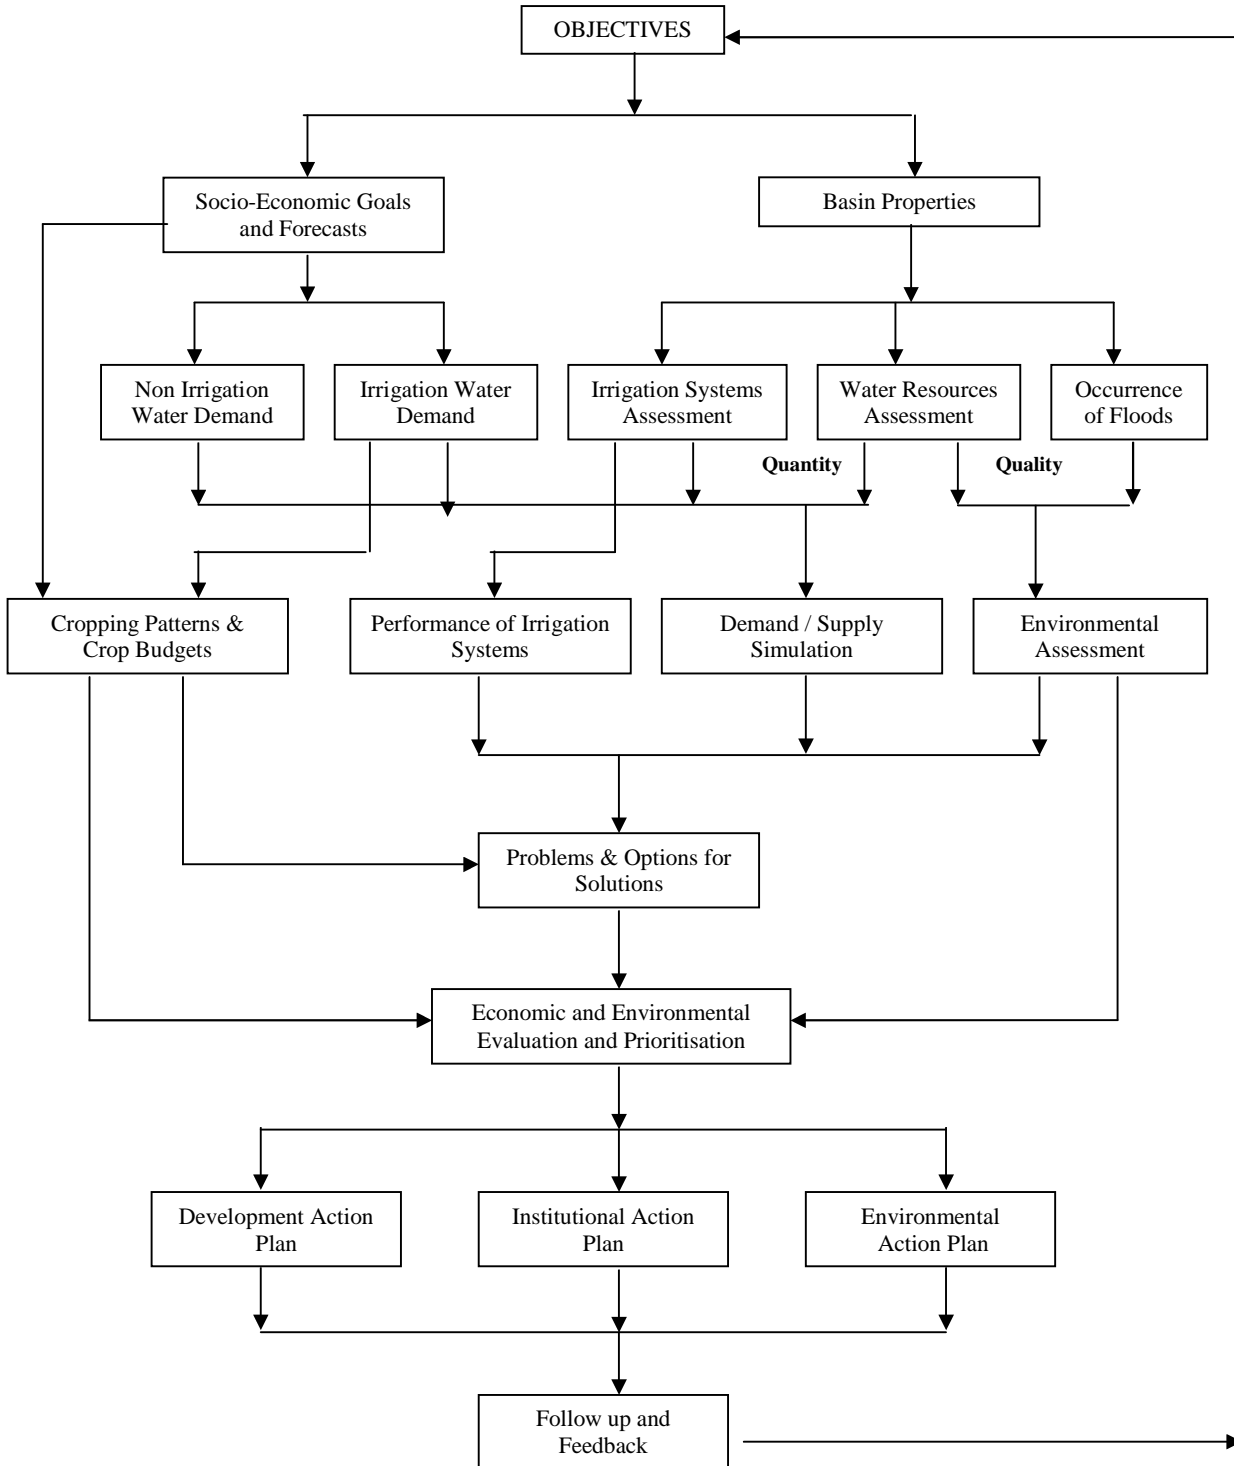 OBJECTIVES
Socio-Economic Goals
and Forecasts
Basin Properties
Non Irrigation
Water Demand
Irrigation Water
Demand
Irrigation Systems
Assessment
Water Resources
Assessment
Occurrence
of Floods
Quantity
Quality
Cropping Patterns &
Crop Budgets
Performance of Irrigation
Systems
Demand / Supply
Simulation
Environmental
Assessment
Problems & Options for
Solutions
Economic and Environmental
Evaluation and Prioritisation
Development Action
Plan
Institutional Action
Plan
Environmental
Action Plan
Follow up and
Feedback